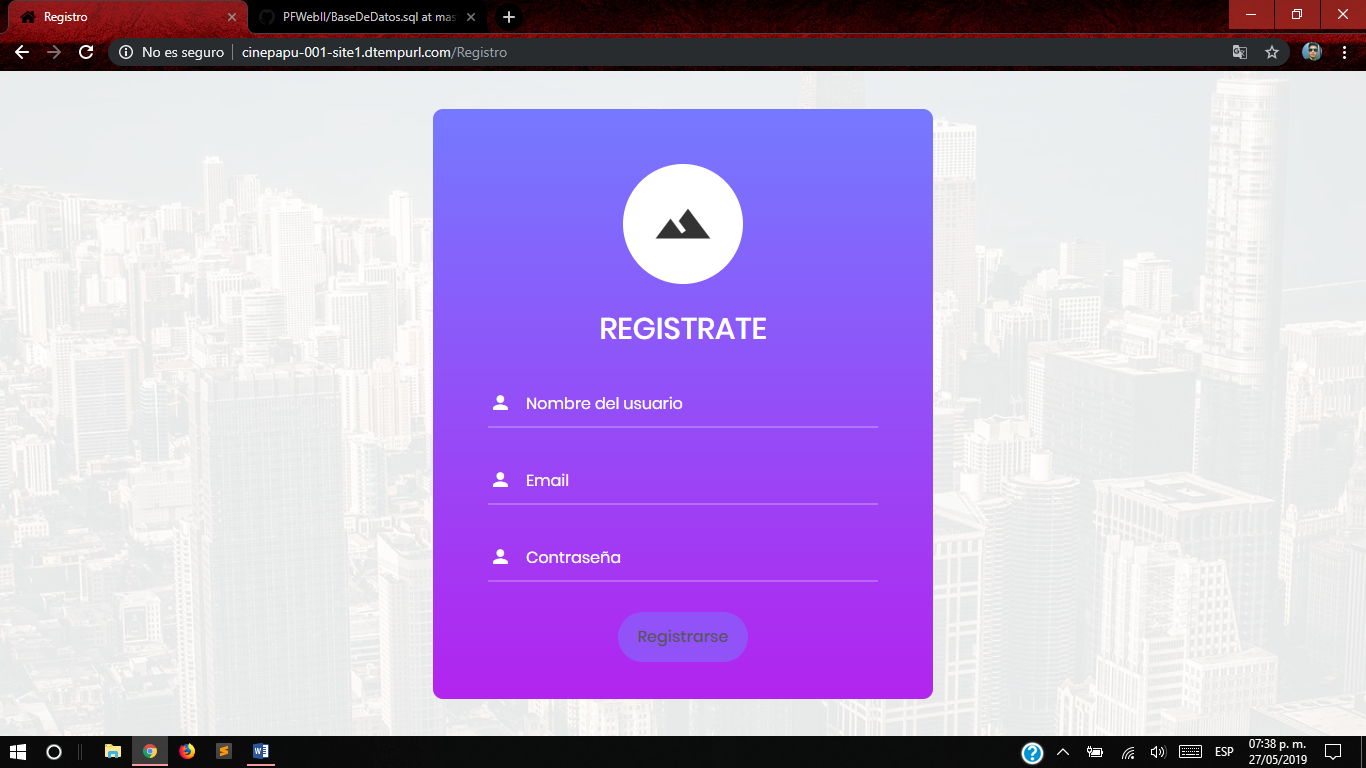 Registro
PFWebII/BaseDeDatos.sql at mas
No es seguro
cinepapu-001-site1.dtempurl.com/Registro
REGISTRATE
Nombre del usuario
Email
Contraseña
Registrarse
ESP
07:38 p. m.
27/05/2019